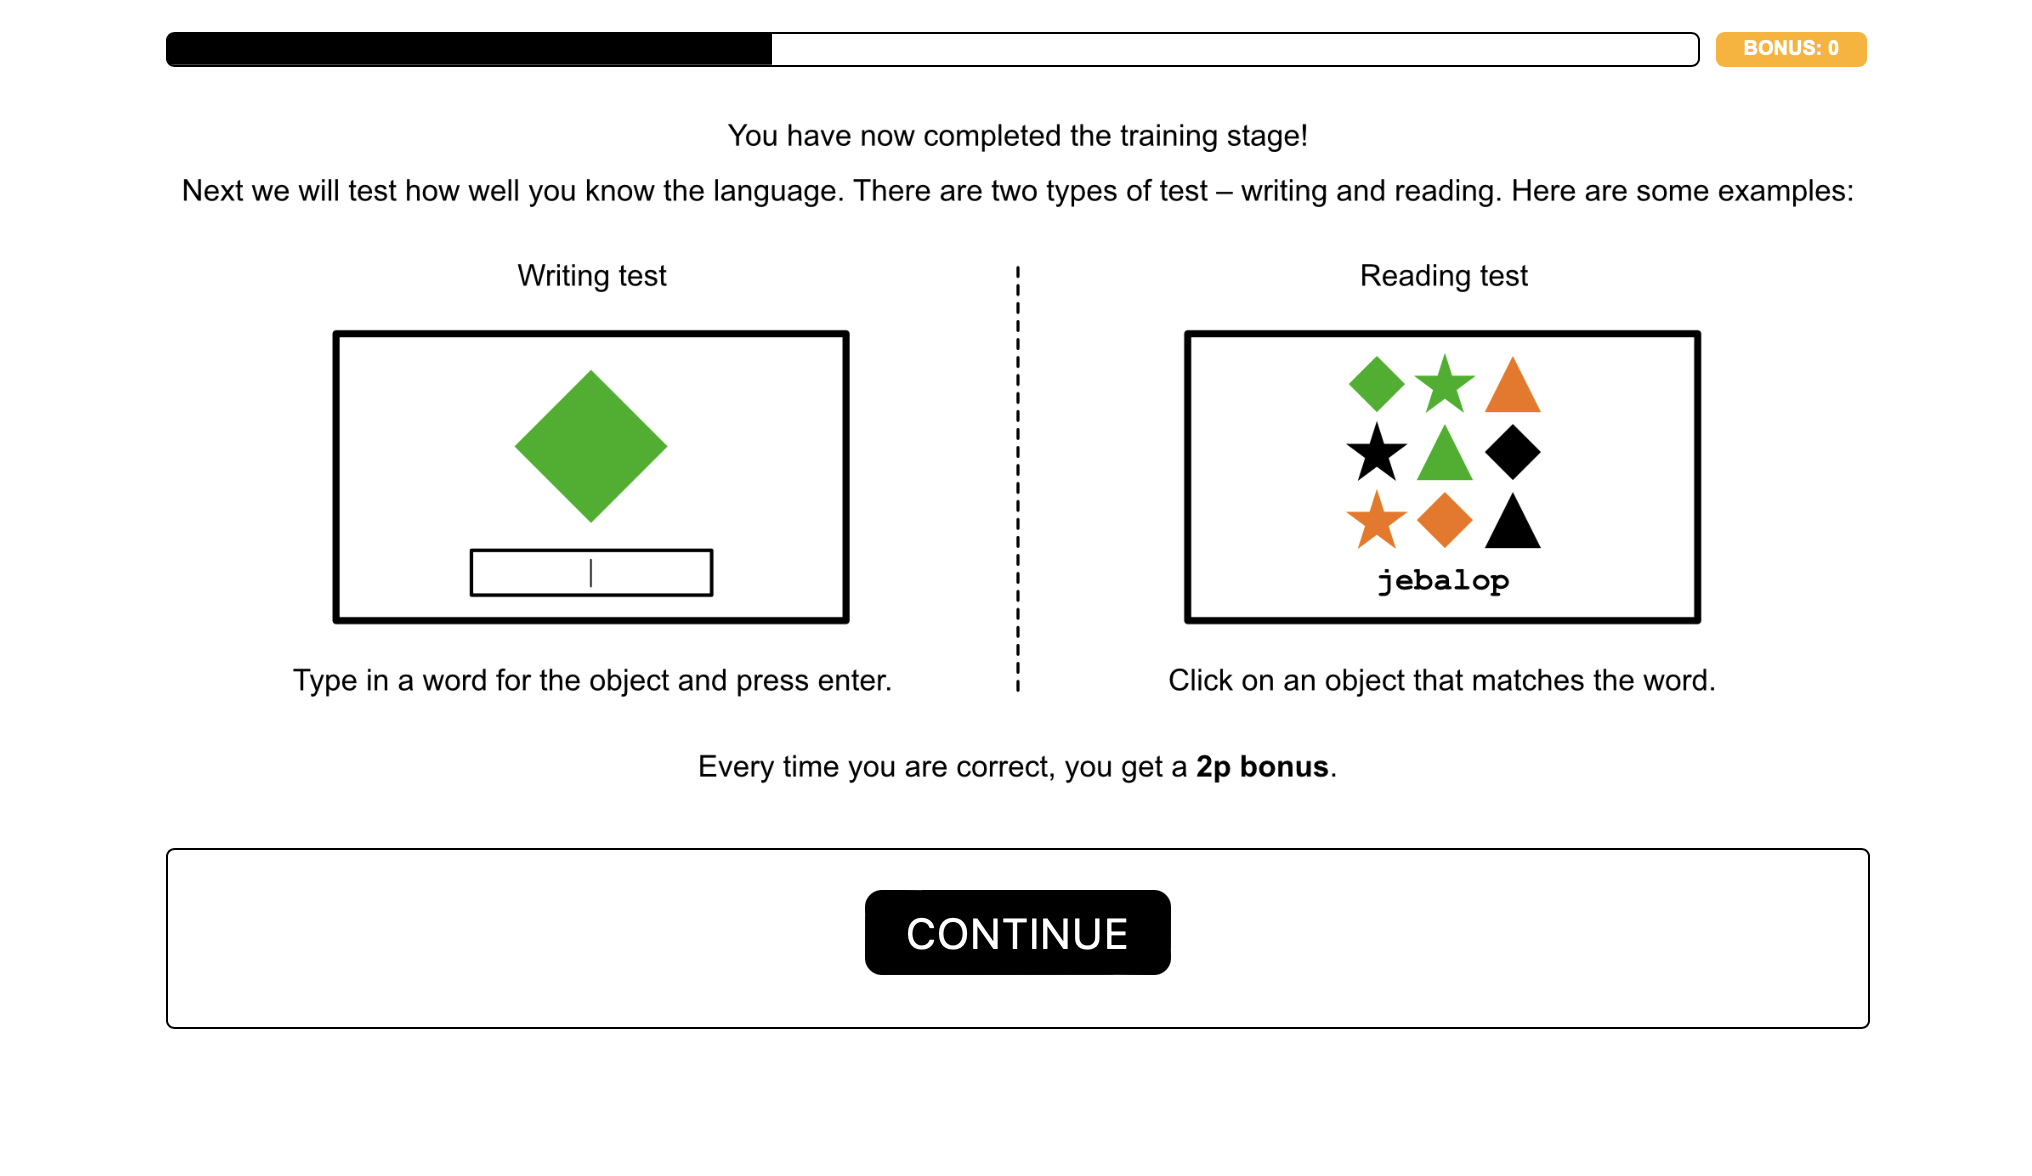 BONUS: 0
You have now completed the training stage!
Next we will test how well you know the language. There are two types of test – writing and reading. Here are some examples:
Writing test
Type in a word for the object and press enter.
Reading test
jebalop
Click on an object that matches the word.
Every time you are correct, you get a 2p bonus.
CONTINUE